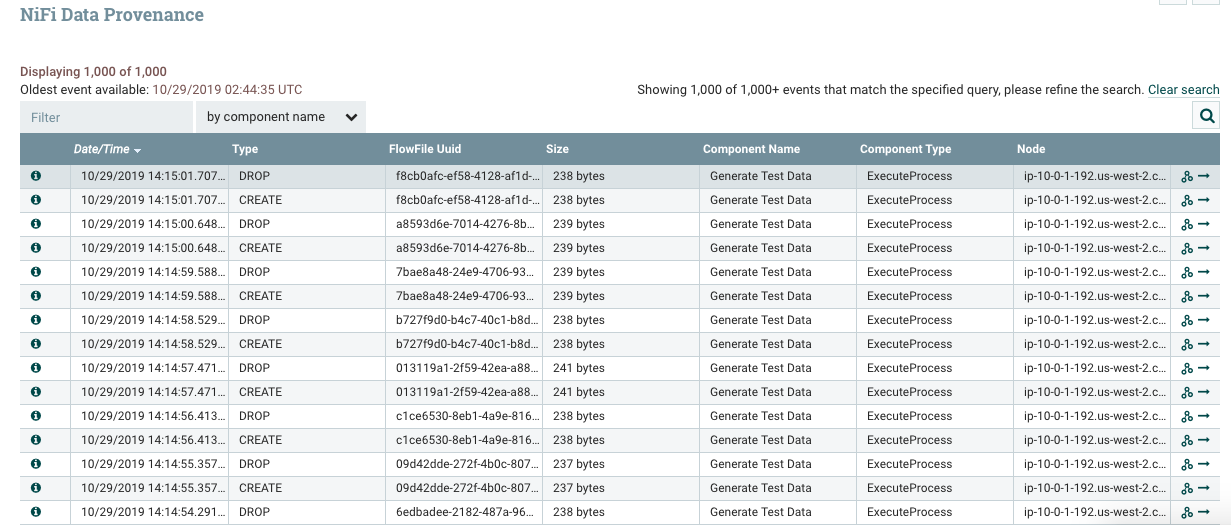 NiFi Data Provenance
Displaying 1,000 of 1,000
Oldest event available: 10/29/2019 02:44:35 UTC
Showing 1,000 of 1,000+ events that match the specified query, please refine the search. Clear search
Filter by component name
Date/Time Type FlowFile Uuid Size Component Name Component Type Node
10/29/2019 14:15:01.707... DROP f8cb0afc-ef58-4128-af1d-... 238 bytes Generate Test Data ExecuteProcess ip-10-0-1-192.us-west-2.c...
10/29/2019 14:15:01.707... CREATE f8cb0afc-ef58-4128-af1d-... 238 bytes Generate Test Data ExecuteProcess ip-10-0-1-192.us-west-2.c...
10/29/2019 14:15:00.648... DROP a8593d6e-7014-4276-8b... 239 bytes Generate Test Data ExecuteProcess ip-10-0-1-192.us-west-2.c...
10/29/2019 14:15:00.648... CREATE a8593d6e-7014-4276-8b... 239 bytes Generate Test Data ExecuteProcess ip-10-0-1-192.us-west-2.c...
10/29/2019 14:14:59.588... DROP 7bae8a48-24e9-4706-93... 239 bytes Generate Test Data ExecuteProcess ip-10-0-1-192.us-west-2.c...
10/29/2019 14:14:59.588... CREATE 7bae8a48-24e9-4706-93... 239 bytes Generate Test Data ExecuteProcess ip-10-0-1-192.us-west-2.c...
10/29/2019 14:14:58.529... DROP b727f9d0-b4c7-40c1-b8d... 238 bytes Generate Test Data ExecuteProcess ip-10-0-1-192.us-west-2.c...
10/29/2019 14:14:58.529... CREATE b727f9d0-b4c7-40c1-b8d... 238 bytes Generate Test Data ExecuteProcess ip-10-0-1-192.us-west-2.c...
10/29/2019 14:14:57.471... DROP 013119a1-2f59-42ea-a88... 241 bytes Generate Test Data ExecuteProcess ip-10-0-1-192.us-west-2.c...
10/29/2019 14:14:57.471... CREATE 013119a1-2f59-42ea-a88... 241 bytes Generate Test Data ExecuteProcess ip-10-0-1-192.us-west-2.c...
10/29/2019 14:14:56.413... DROP c1ce6530-8eb1-4a9e-816... 238 bytes Generate Test Data ExecuteProcess ip-10-0-1-192.us-west-2.c...
10/29/2019 14:14:56.413... CREATE c1ce6530-8eb1-4a9e-816... 238 bytes Generate Test Data ExecuteProcess ip-10-0-1-192.us-west-2.c...
10/29/2019 14:14:55.357... DROP 09d42dde-272f-4b0c-807... 237 bytes Generate Test Data ExecuteProcess ip-10-0-1-192.us-west-2.c...
10/29/2019 14:14:55.357... CREATE 09d42dde-272f-4b0c-807... 237 bytes Generate Test Data ExecuteProcess ip-10-0-1-192.us-west-2.c...
10/29/2019 14:14:54.291... DROP 6edbadee-2182-487a-96... 238 bytes Generate Test Data ExecuteProcess ip-10-0-1-192.us-west-2.c...